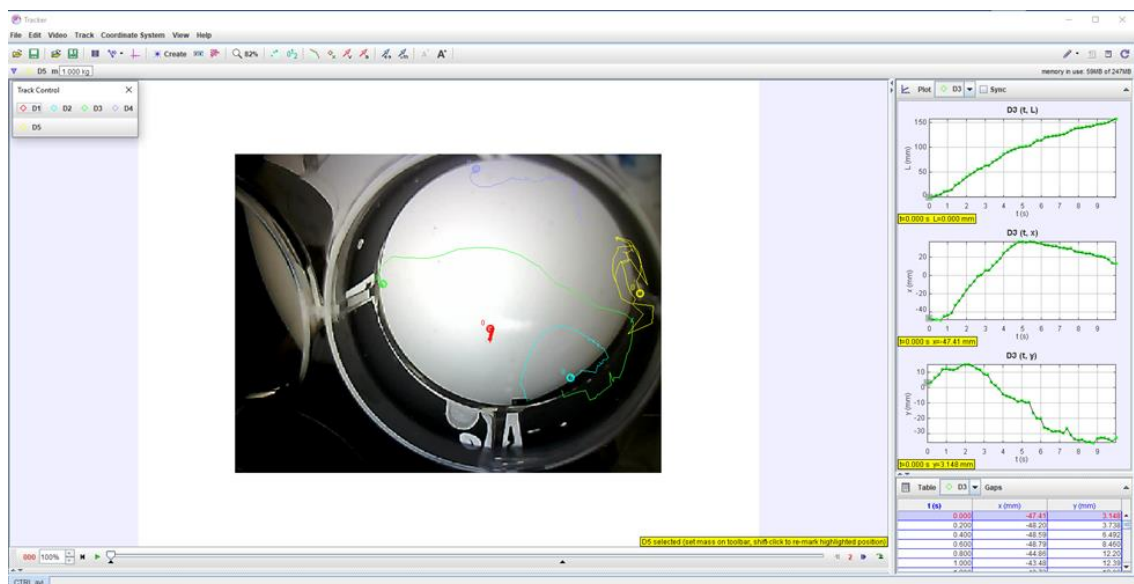 Tracker
File Edit Video Track Coordinate System View Help
Create 82%
D5 m 1.000 kg memory in use: 59MB of 247MB
Track Control
D1 D2 D3 D4
D5
Plot D3 Sync
D3 (t, L)
150
100
50
0
L (mm)
0 1 2 3 4 5 6 7 8 9
t (s)
t=0.000 s L=0.000 mm
D3 (t, x)
20
0
-20
-40
x (mm)
0 1 2 3 4 5 6 7 8 9
t (s)
t=0.000 s x=-47.41 mm
D3 (t, y)
10
0
-20
-30
y (mm)
0 1 2 3 4 5 6 7 8 9
t (s)
t=0.000 s y=3.148 mm
Table D3 Gaps
t (s) x (mm) y (mm)
0.000 -47.41 3.148
0.200 -48.20 3.738
0.400 -48.59 6.492
0.600 -48.79 8.460
0.800 -44.86 12.20
1.000 -43.48 12.39
D5 selected (set mass on toolbar, shift-click to re-mark highlighted position)
000 100% 2
CTRL.avi